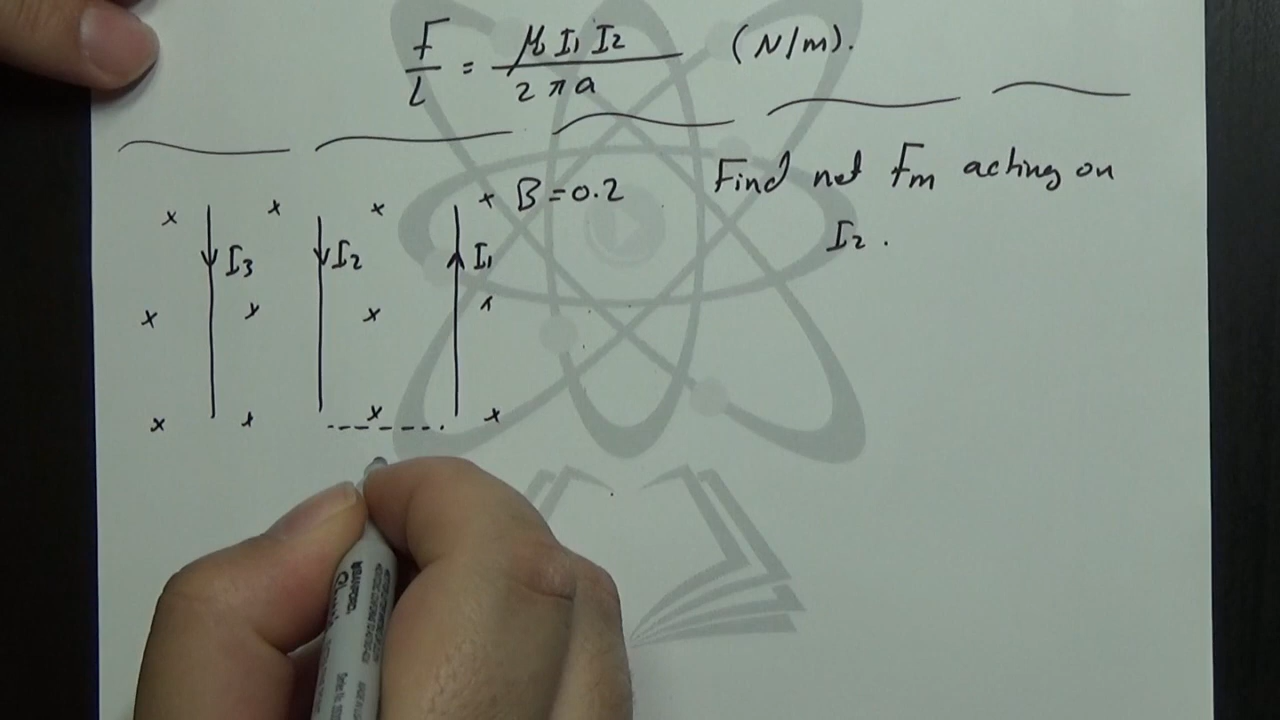 F/L = μ₀ I₁ I₂ / 2πa (N/m).
B = 0.2 Find net Fm acting on
I₂.
I₃ I₂ I₁